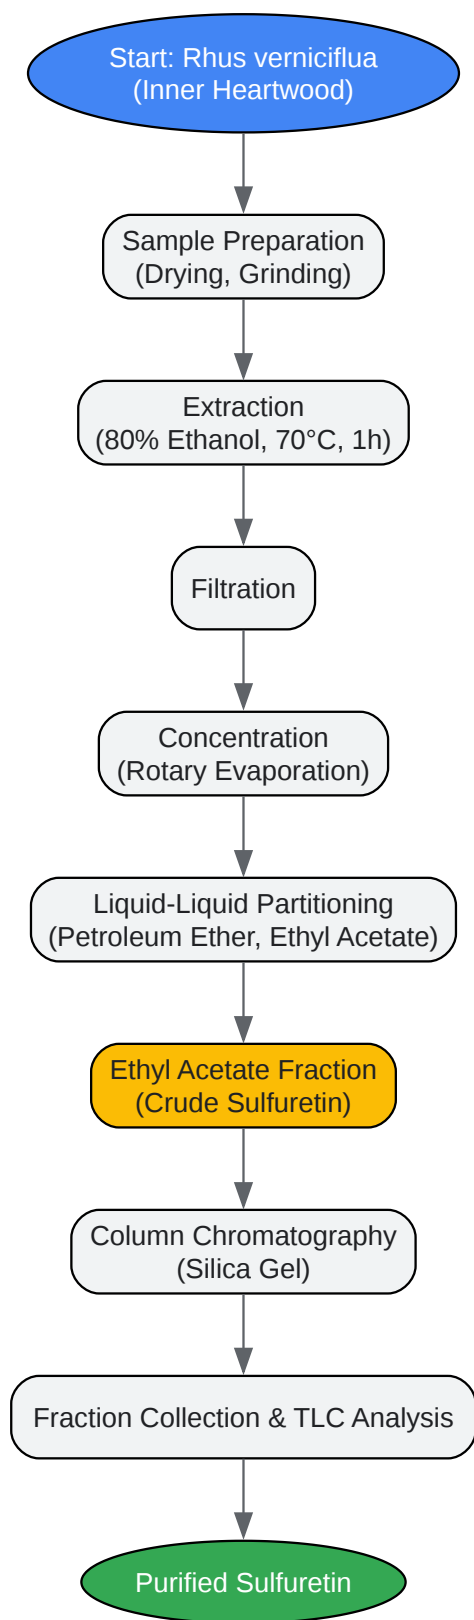 Start: Rhus verniciflua
(Inner Heartwood)
Sample Preparation
(Drying, Grinding)
Extraction
(80% Ethanol, 70°C, 1h)
Filtration
Concentration
(Rotary Evaporation)
Liquid-Liquid Partitioning
(Petroleum Ether, Ethyl Acetate)
Ethyl Acetate Fraction
(Crude Sulfuretin)
Column Chromatography
(Silica Gel)
Fraction Collection & TLC Analysis
Purified Sulfuretin